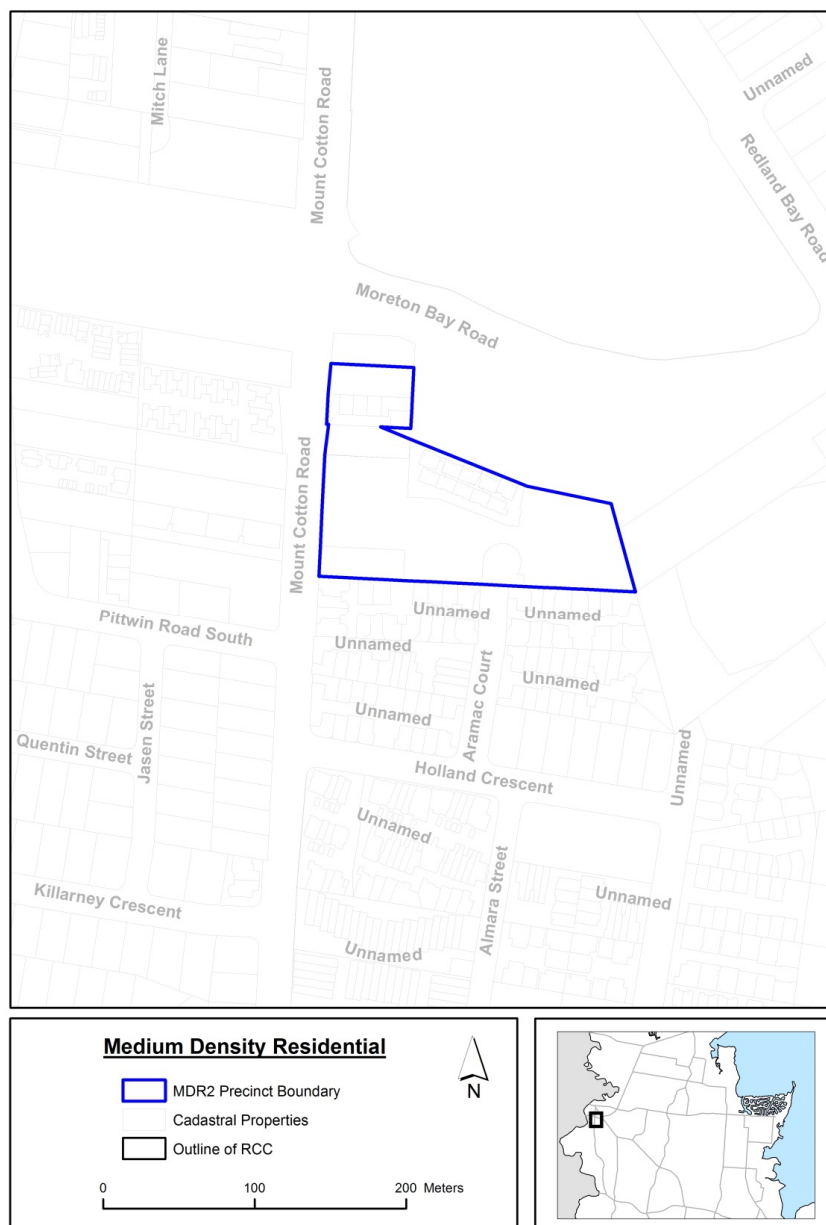 Mitch Lane
Mount Cotton Road
Unnamed
Redland Bay Road
Moreton Bay Road
Mount Cotton Road
Pittwin Road South
Unnamed
Unnamed
Unnamed
Unnamed
Unnamed
Aramac Court
Jasen Street
Quentin Street
Holland Crescent
Unnamed
Unnamed
Almara Street
Unnamed
Killarney Crescent
Unnamed
Medium Density Residential
MDR2 Precinct Boundary
Cadastral Properties
Outline of RCC
N
0 100 200 Meters